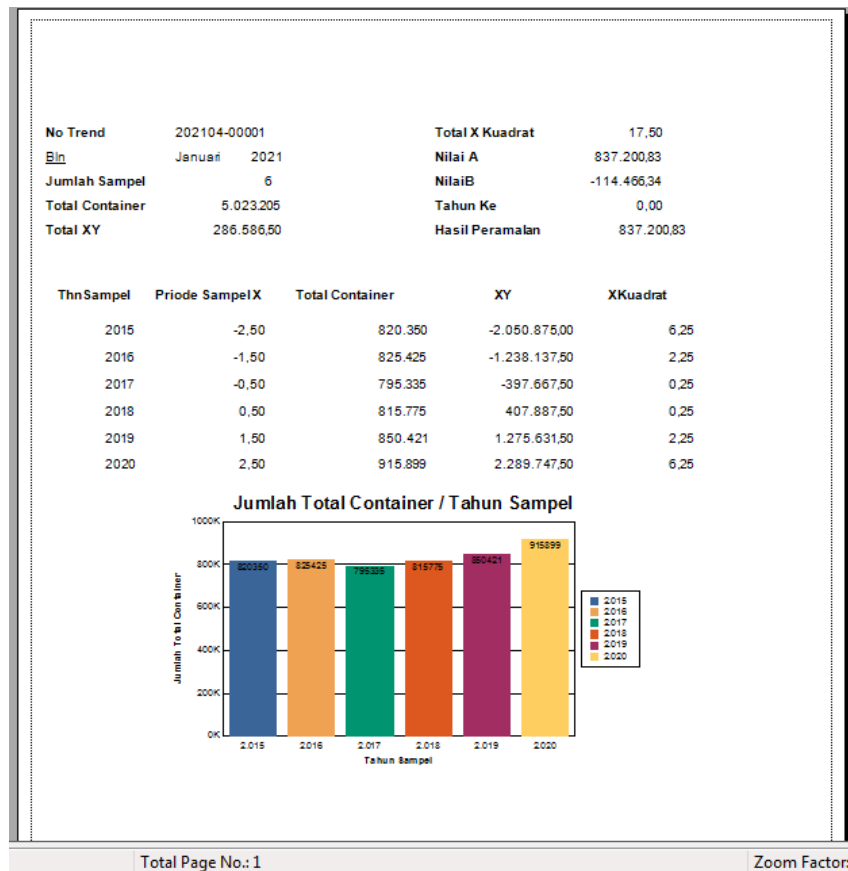 No Trend 202104-00001 Total X Kuadrat 17,50
Bln Januari 2021 Nilai A 837.200,83
Jumlah Sampel 6 NilaiB -114.466,34
Total Container 5.023.205 Tahun Ke 0,00
Total XY 286.586,50 Hasil Peramalan 837.200,83
ThnSampel Priode SampelX Total Container XY XKuadrat
2015 -2,50 820.350 -2.050.875,00 6,25
2016 -1,50 825.425 -1.238.137,50 2,25
2017 -0,50 795.335 -397.667,50 0,25
2018 0,50 815.775 407.887,50 0,25
2019 1,50 850.421 1.275.631,50 2,25
2020 2,50 915.899 2.289.747,50 6,25
Jumlah Total Container / Tahun Sampel
1000K
800K
600K
400K
200K
0K
Jumlah Total Container
820350 825425 795335 815775 850421 915899
2.015 2.016 2.017 2.018 2.019 2.020
Tahun Sampel
2015
2016
2017
2018
2019
2020
Total Page No.: 1 Zoom Factor: